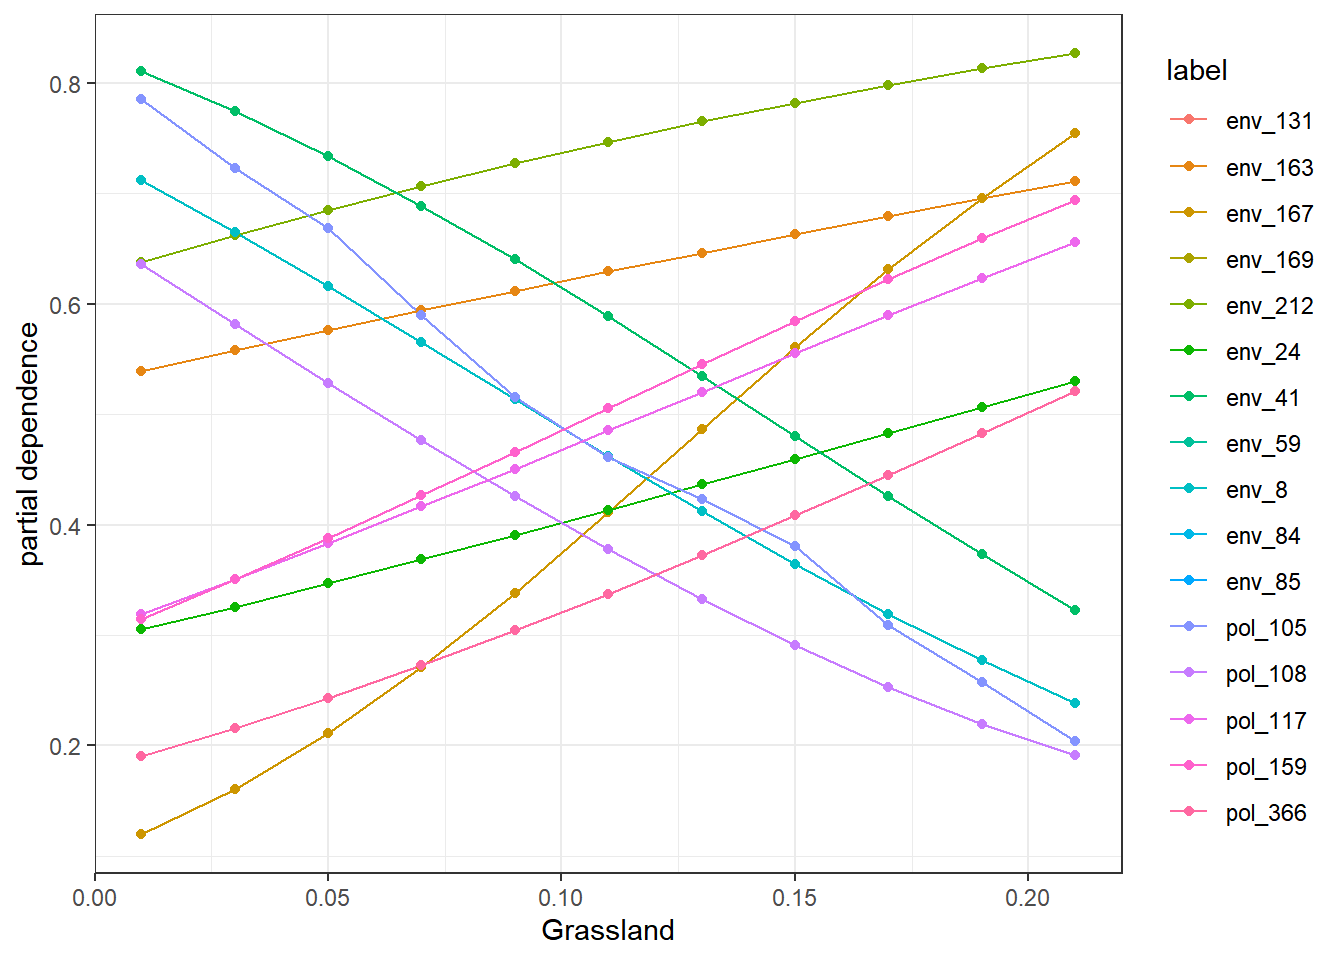 0.8
0.6
0.4
0.2
partial dependence
0.00
0.05
0.10
0.15
0.20
Grassland
label
env_131
env_163
env_167
env_169
env_212
env_24
env_41
env_59
env_8
env_84
env_85
pol_105
pol_108
pol_117
pol_159
pol_366